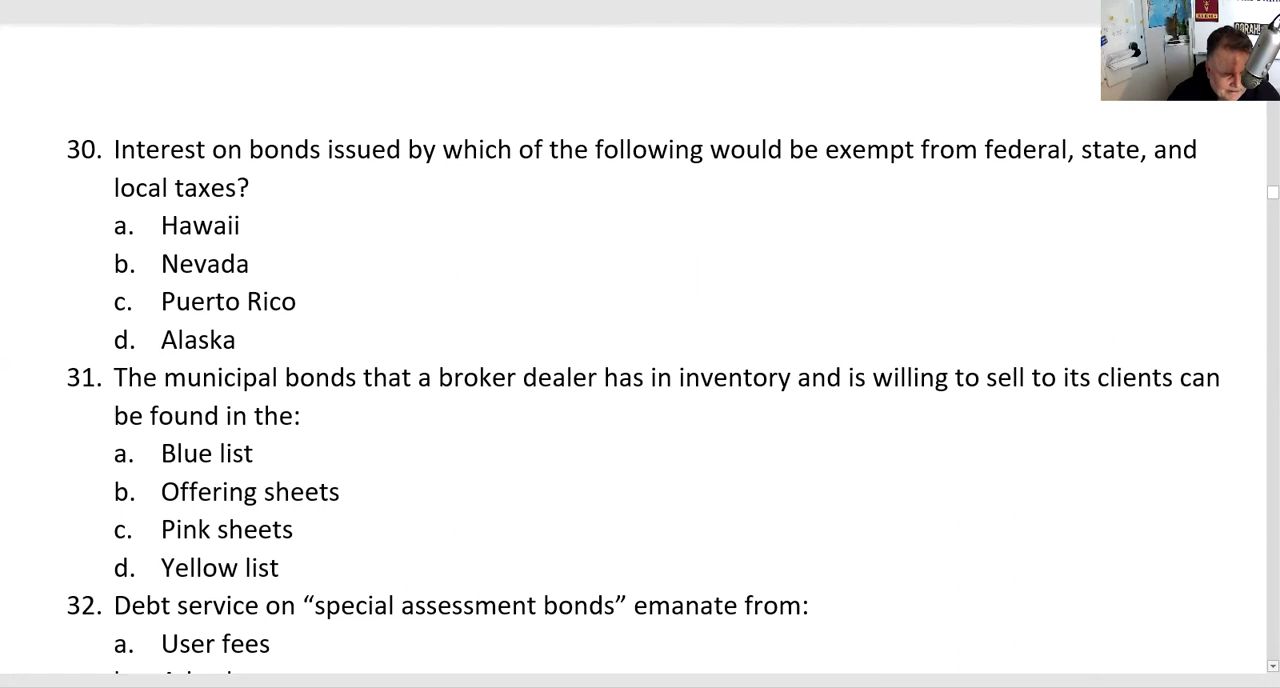 30. Interest on bonds issued by which of the following would be exempt from federal, state, and
local taxes?
a. Hawaii
b. Nevada
c. Puerto Rico
d. Alaska
31. The municipal bonds that a broker dealer has in inventory and is willing to sell to its clients can
be found in the:
a. Blue list
b. Offering sheets
c. Pink sheets
d. Yellow list
32. Debt service on “special assessment bonds” emanate from:
a. User fees